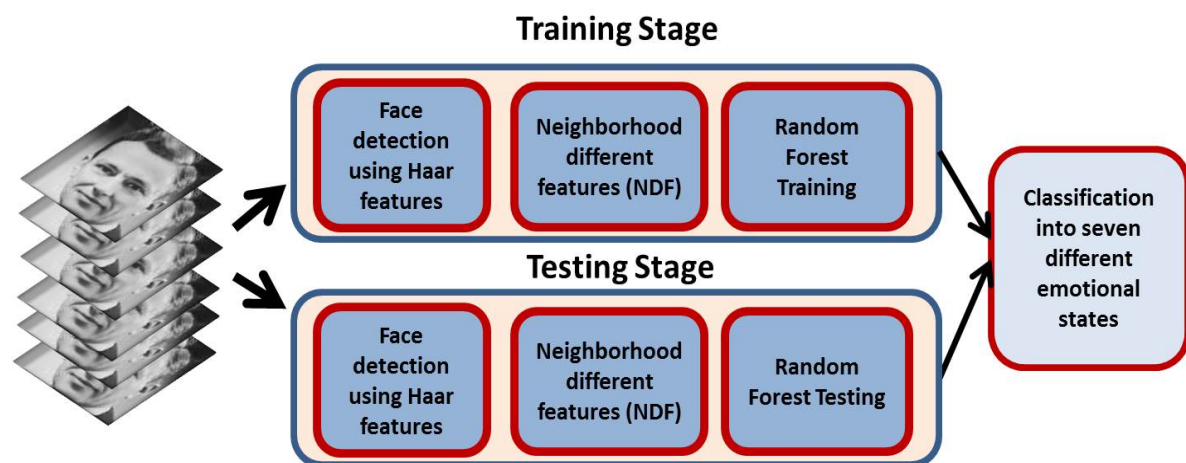 Training Stage
Face
detection
using Haar
features
Neighborhood
different
features (NDF)
Random
Forest
Training
Testing Stage
Face
detection
using Haar
features
Neighborhood
different
features (NDF)
Random
Forest Testing
Classification
into seven
different
emotional
states